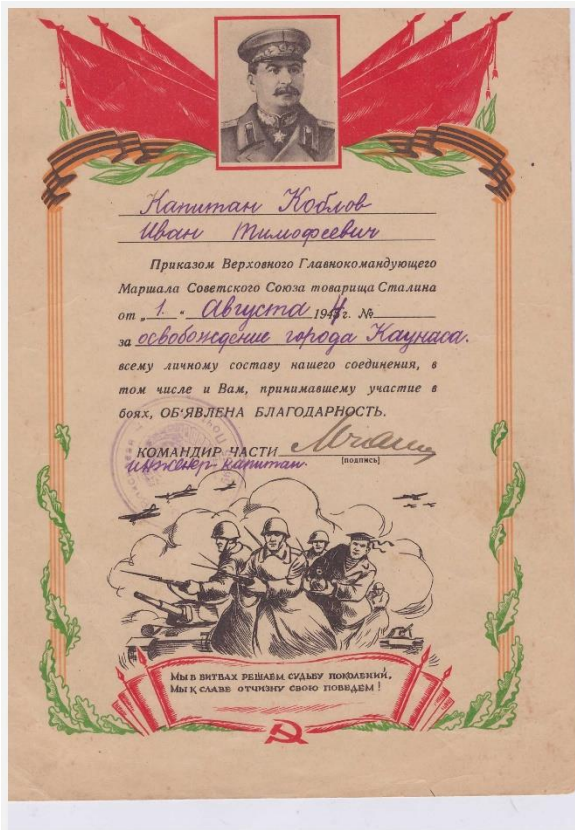 Капитан Коблов
Иван Тимофеевич
Приказом Верховного Главнокомандующего
Маршала Советского Союза товарища Сталина
от „ 1. " Августа 1944г. №
за освобождение города Каунаса.
всему личному составу нашего соединения, в
том числе и Вам, принимавшему участие в
боях, ОБ'ЯВЛЕНА БЛАГОДАРНОСТЬ.
КОМАНДИР ЧАСТИ
инженер-капитан
(подпись)
МЫ В БИТВАХ РЕШАЕМ СУДЬБУ ПОКОЛЕНИЙ,
МЫ К СЛАВЕ ОТЧИЗНУ СВОЮ ПОВЕДЕМ!